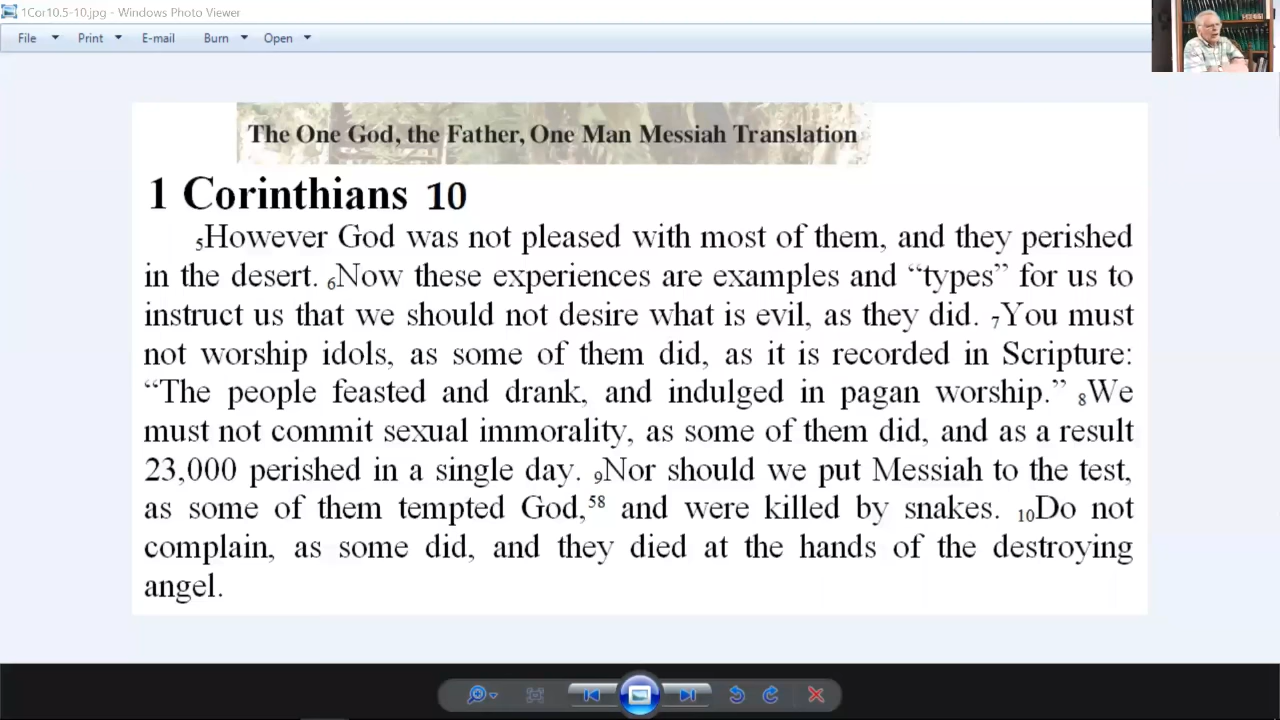 1Cor10.5-10.jpg - Windows Photo Viewer
File Print E-mail Burn Open
The One God, the Father, One Man Messiah Translation
1 Corinthians 10
5However God was not pleased with most of them, and they perished
in the desert. 6Now these experiences are examples and “types” for us to
instruct us that we should not desire what is evil, as they did. 7You must
not worship idols, as some of them did, as it is recorded in Scripture:
“The people feasted and drank, and indulged in pagan worship.” 8We
must not commit sexual immorality, as some of them did, and as a result
23,000 perished in a single day. 9Nor should we put Messiah to the test,
as some of them tempted God,58 and were killed by snakes. 10Do not
complain, as some did, and they died at the hands of the destroying
angel.